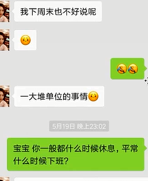 我下周末也不好说呢
一大堆单位的事情
5月19日 晚上23:02
宝宝 你一般都什么时候休息，平常
什么时候下班？